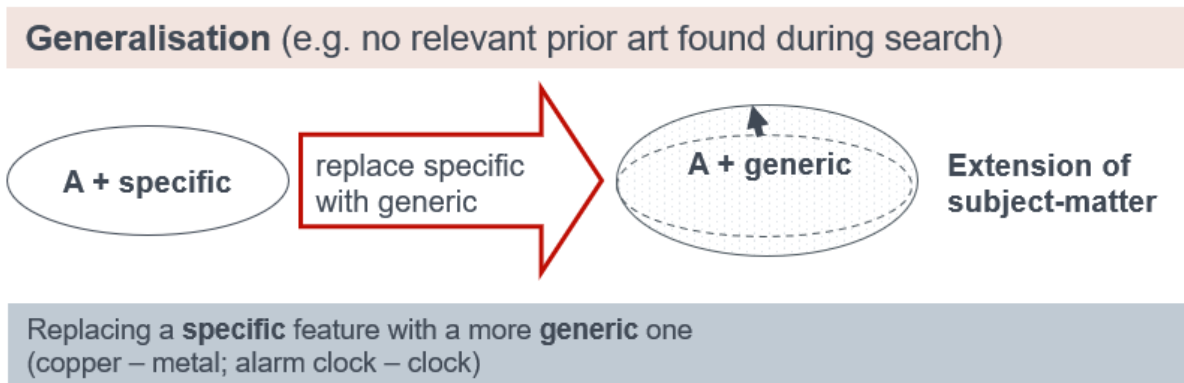 Generalisation (e.g. no relevant prior art found during search)
A + specific
replace specific
with generic
A + generic
Extension of
subject-matter
Replacing a specific feature with a more generic one
(copper – metal; alarm clock – clock)